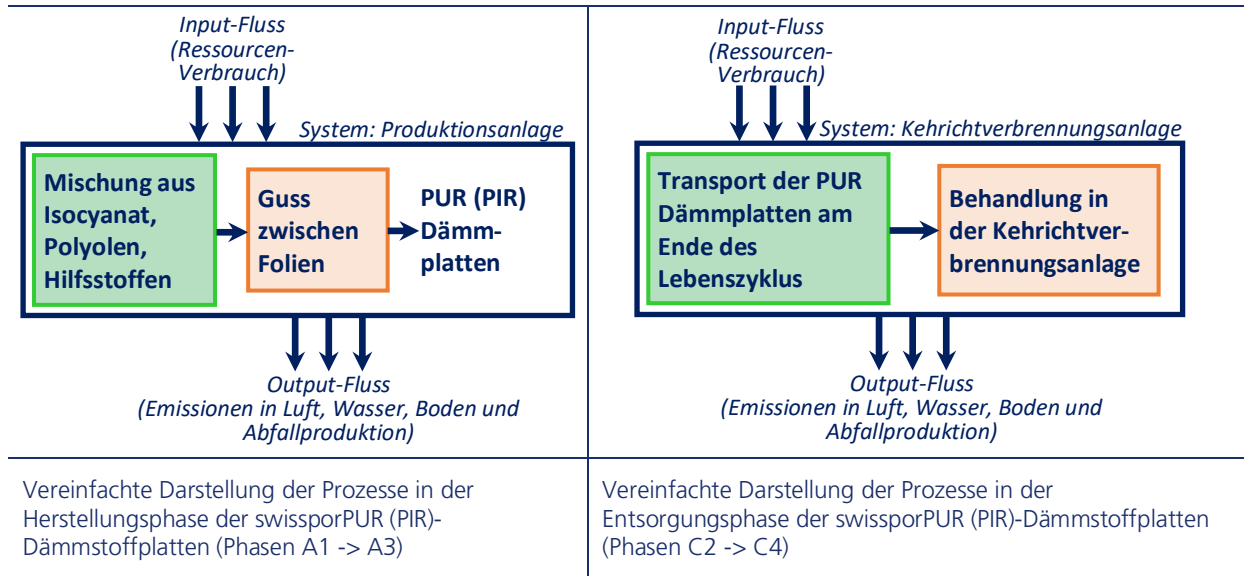 Input-Fluss
(Ressourcen-
Verbrauch)
System: Produktionsanlage
Mischung aus
Isocyanat,
Polyolen,
Hilfsstoffen
Guss
zwischen
Folien
PUR (PIR)
Dämm-
platten
Output-Fluss
(Emissionen in Luft, Wasser, Boden und
Abfallproduktion)
Vereinfachte Darstellung der Prozesse in der
Herstellungsphase der swissporPUR (PIR)-
Dämmstoffplatten (Phasen A1 -> A3)
Input-Fluss
(Ressourcen-
Verbrauch)
System: Kehrichtverbrennungsanlage
Transport der PUR
Dämmplatten am
Ende des
Lebenszyklus
Behandlung in
der Kehrichtver-
brennungsanlage
Output-Fluss
(Emissionen in Luft, Wasser, Boden und
Abfallproduktion)
Vereinfachte Darstellung der Prozesse in der
Entsorgungsphase der swissporPUR (PIR)-Dämmstoffplatten
(Phasen C2 -> C4)